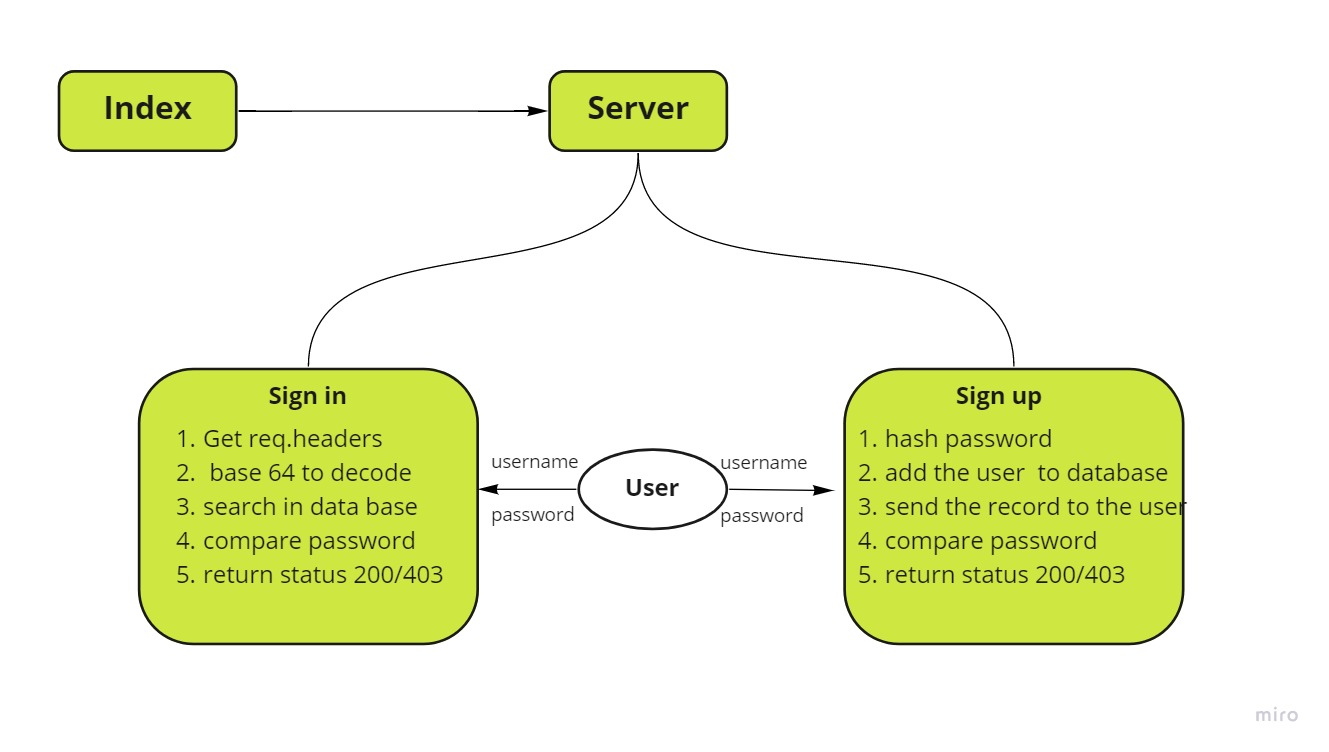 Index
Server
Sign in
1. Get req.headers
2. base 64 to decode
3. search in data base
4. compare password
5. return status 200/403
username
password
User
username
password
Sign up
1. hash password
2. add the user to database
3. send the record to the user
4. compare password
5. return status 200/403
miro